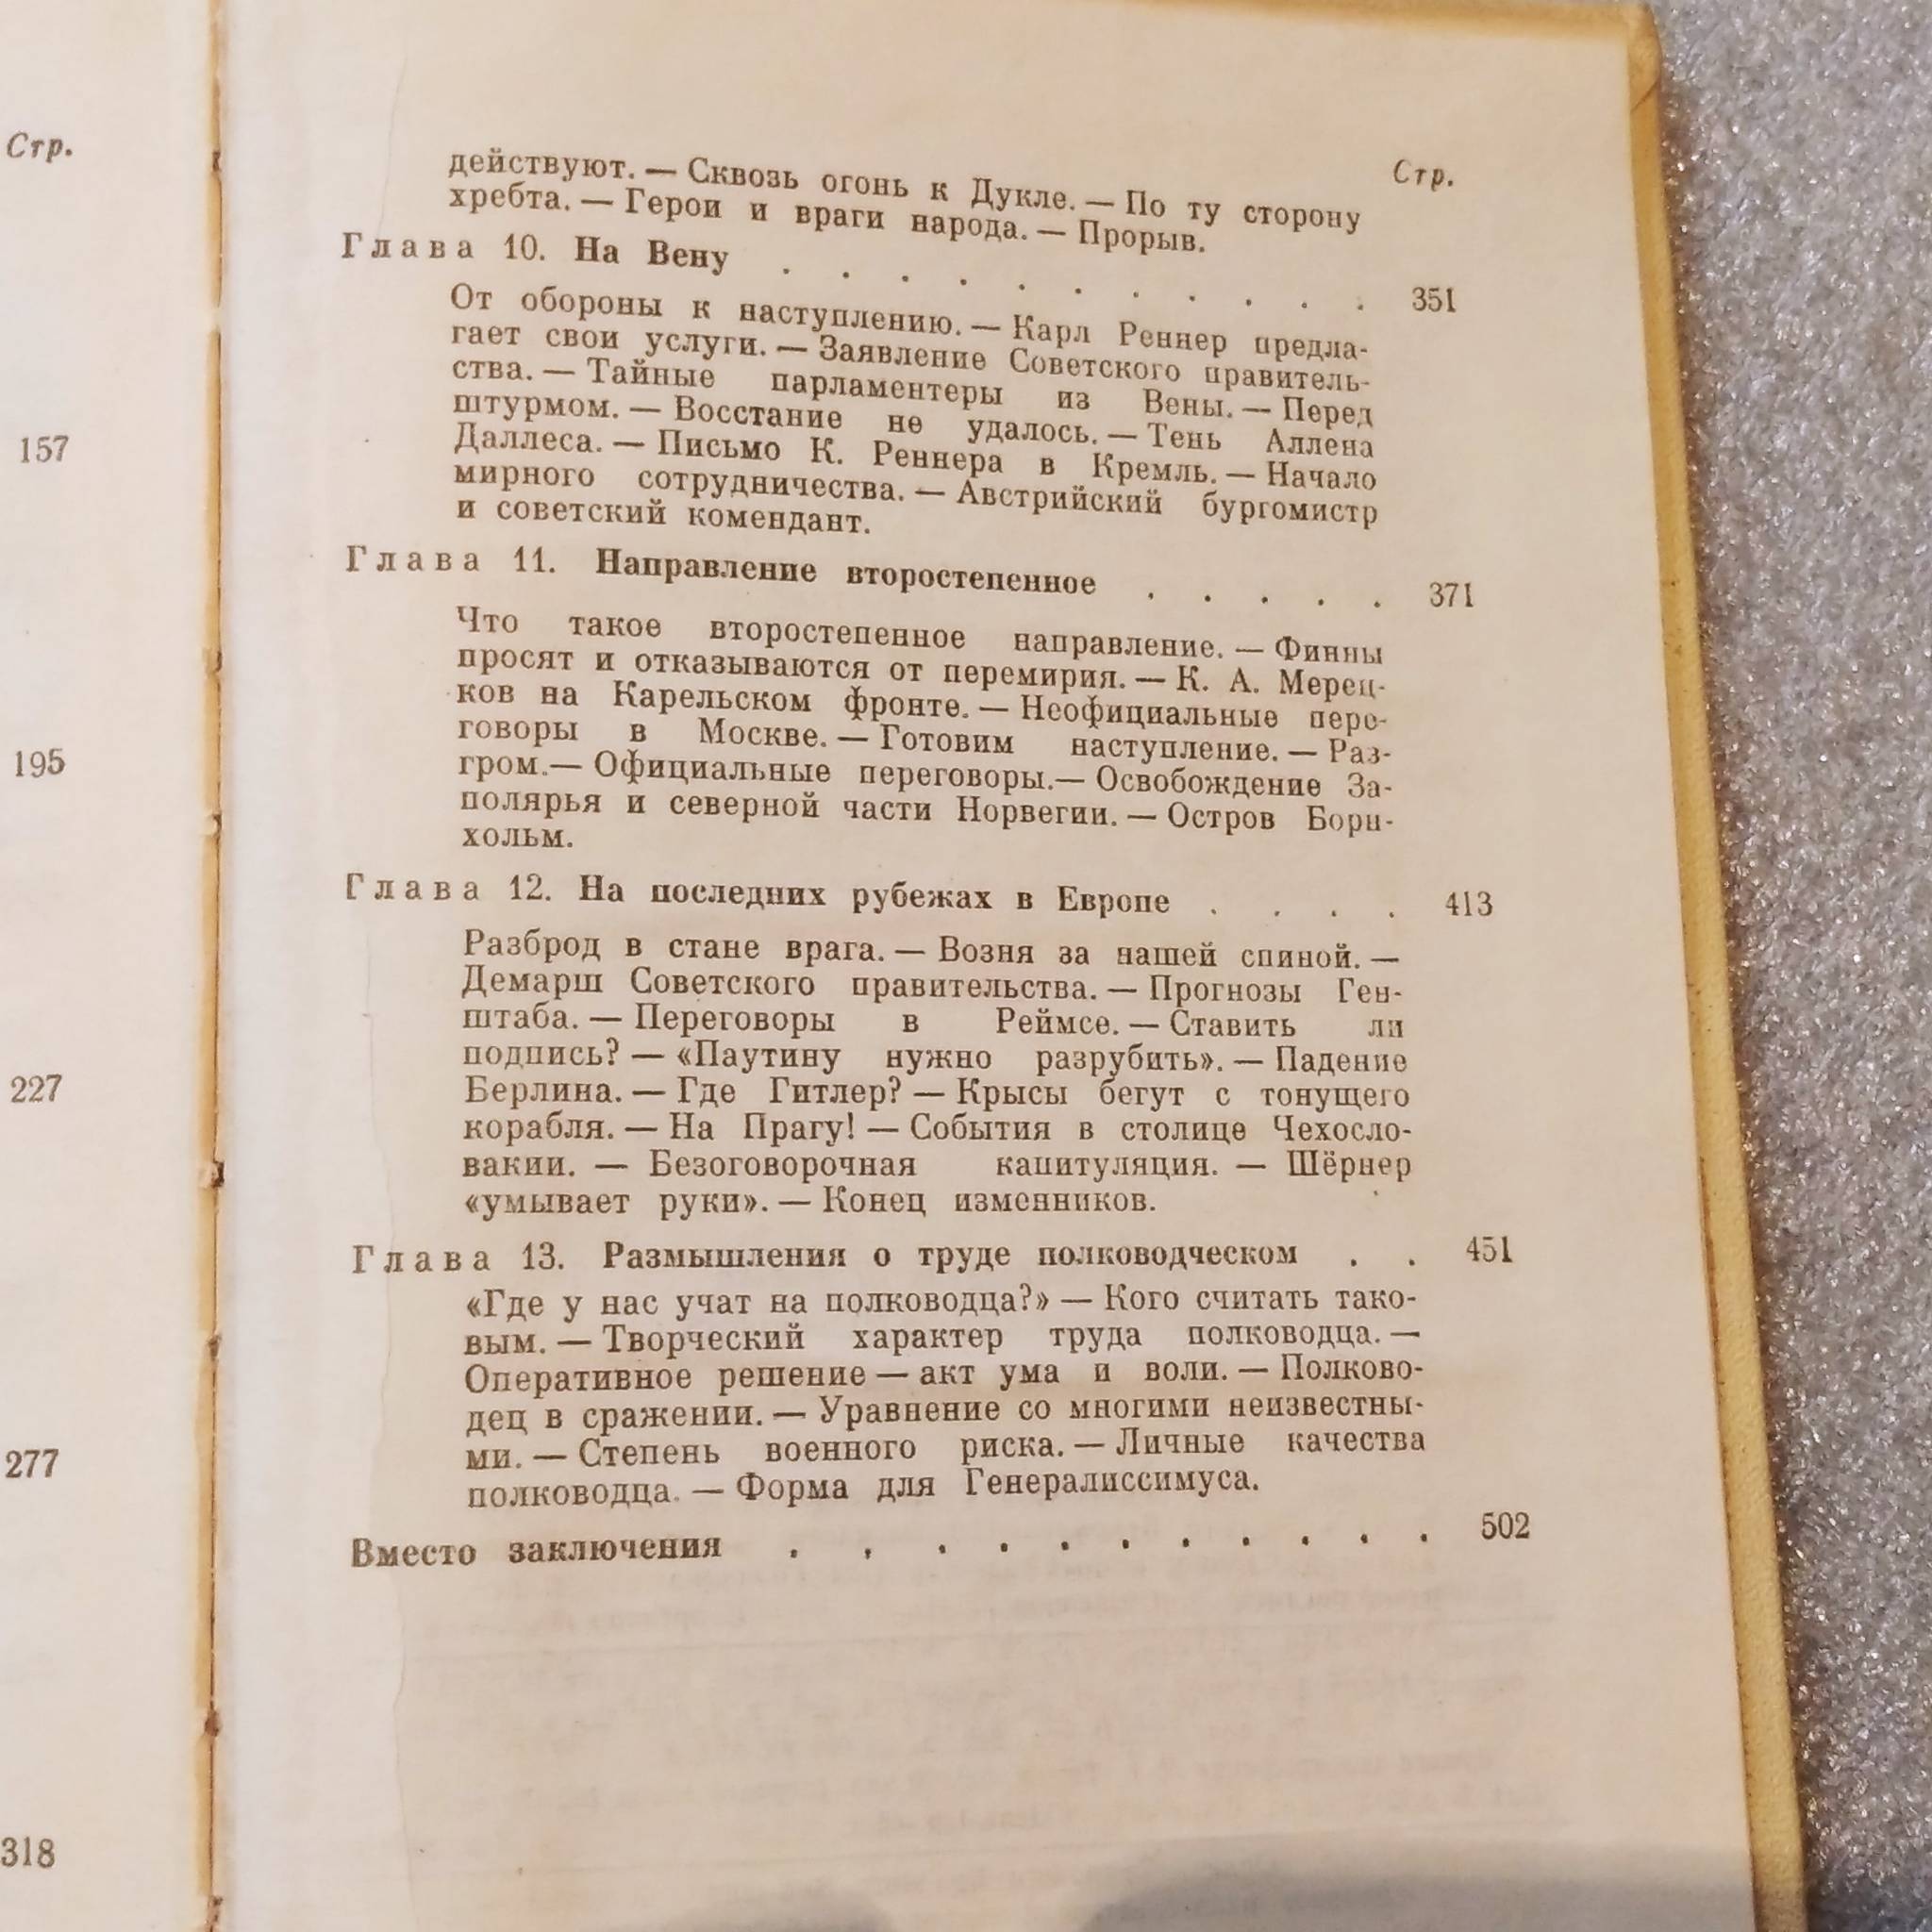 Стр.
157
195
227
277
318
Стр.
действуют. — Сквозь огонь к Дукле. — По ту сторону
хребта. — Герои и враги народа. — Прорыв.
Глава 10. На Вену . . . . . . . . . . . 351
От обороны к наступлению. — Карл Реннер предла-
гает свои услуги. — Заявление Советского правитель-
ства. — Тайные парламентеры из Вены. — Перед
штурмом. — Восстание не удалось. — Тень Аллена
Даллеса. — Письмо К. Реннера в Кремль. — Начало
мирного сотрудничества. — Австрийский бургомистр
и советский комендант.
Глава 11. Направление второстепенное . . . . . 371
Что такое второстепенное направление. — Финны
просят и отказываются от перемирия. — К. А. Мерец-
ков на Карельском фронте. — Неофициальные пере-
говоры в Москве. — Готовим наступление. — Раз-
гром.— Официальные переговоры.— Освобождение За-
полярья и северной части Норвегии. — Остров Борн-
хольм.
Глава 12. На последних рубежах в Европе . . . . 413
Разброд в стане врага. — Возня за нашей спиной. —
Демарш Советского правительства. — Прогнозы Ген-
штаба. — Переговоры в Реймсе. — Ставить ли
подпись? — «Паутину нужно разрубить». — Падение
Берлина. — Где Гитлер? — Крысы бегут с тонущего
корабля. — На Прагу! — События в столице Чехосло-
вакии. — Безоговорочная капитуляция. — Шёрнер
«умывает руки». — Конец изменников.
Глава 13. Размышления о труде полководческом . . 451
«Где у нас учат на полководца?» — Кого считать тако-
вым. — Творческий характер труда полководца. —
Оперативное решение — акт ума и воли. — Полково-
дец в сражении. — Уравнение со многими неизвестны-
ми. — Степень военного риска. — Личные качества
полководца. — Форма для Генералиссимуса.
Вместо заключения . . . . . . . . . . . 502